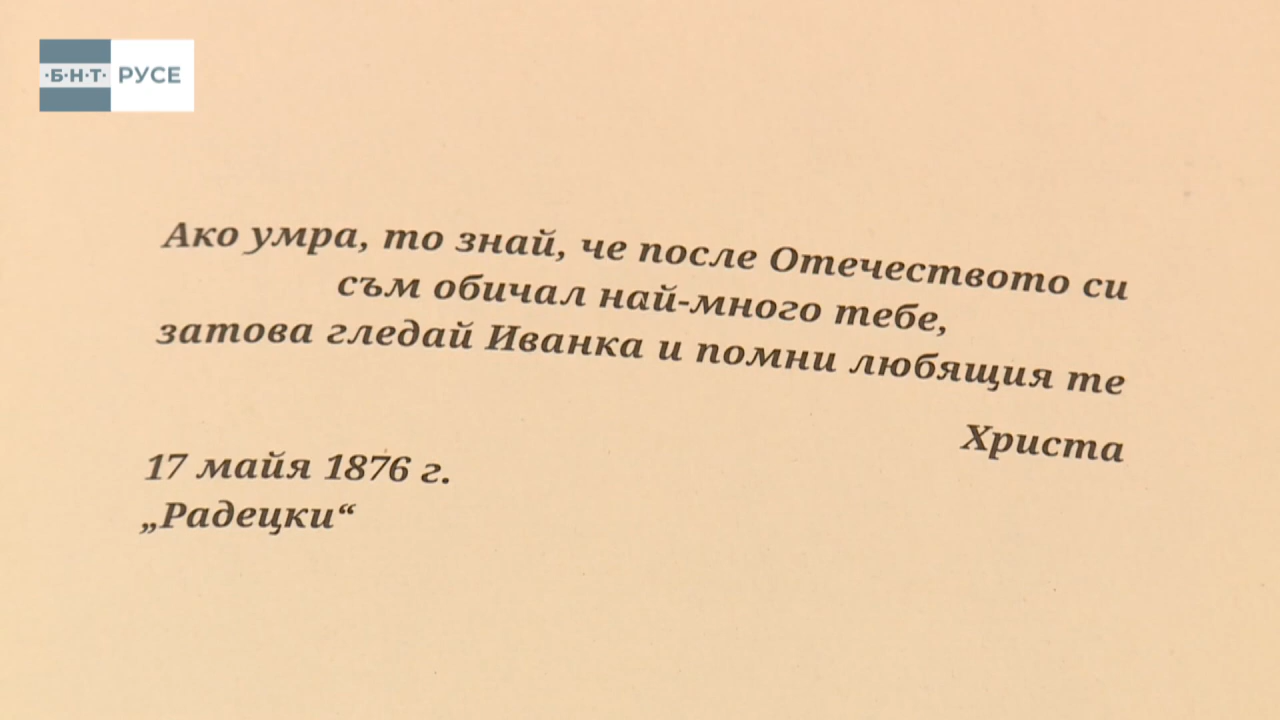 ·Б·Н·Т· РУСЕ
Ако умра, то знай, че после Отечеството си
съм обичал най-много тебе,
затова гледай Иванка и помни любящия те
Христа
17 майя 1876 г.
„Радецки“